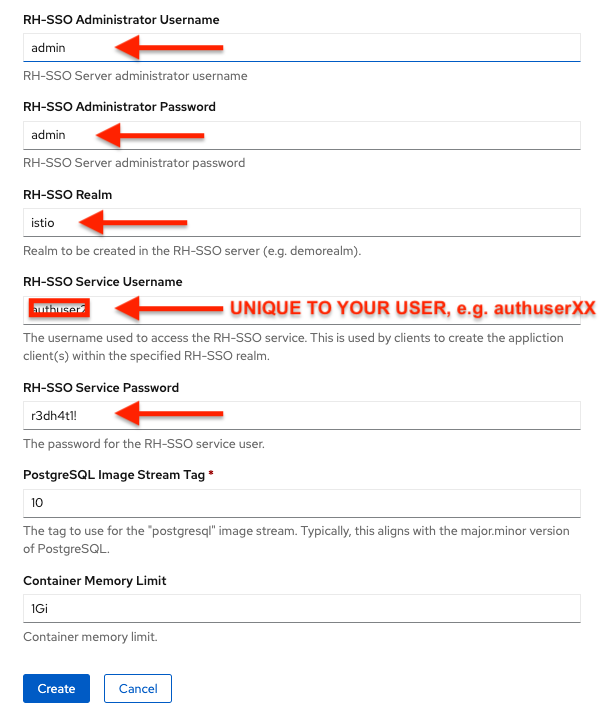 RH-SSO Administrator Username
admin
RH-SSO Server administrator username
RH-SSO Administrator Password
admin
RH-SSO Server administrator password
RH-SSO Realm
istio
Realm to be created in the RH-SSO server (e.g. demorealm).
RH-SSO Service Username
authuser2
UNIQUE TO YOUR USER, e.g. authuserXX
The username used to access the RH-SSO service. This is used by clients to create the appliction
client(s) within the specified RH-SSO realm.
RH-SSO Service Password
r3dh4t1!
The password for the RH-SSO service user.
PostgreSQL Image Stream Tag *
10
The tag to use for the "postgresql" image stream. Typically, this aligns with the major.minor version
of PostgreSQL.
Container Memory Limit
1Gi
Container memory limit.
Create
Cancel